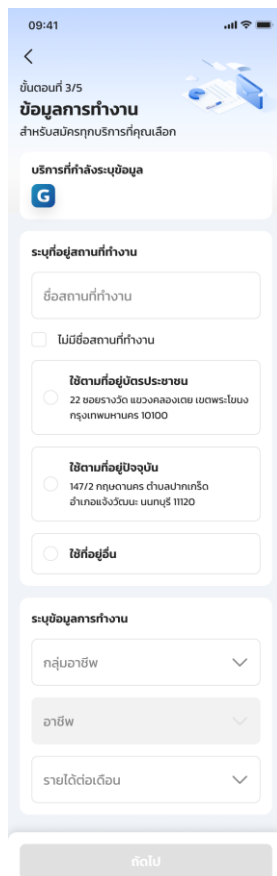 09:41
ขั้นตอนที่ 3/5
ข้อมูลการทำงาน
สำหรับสมัครทุกบริการที่คุณเลือก
บริการที่กำลังระบุข้อมูล
G
ระบุที่อยู่สถานที่ทำงาน
ชื่อสถานที่ทำงาน
ไม่มีชื่อสถานที่ทำงาน
ใช้ตามที่อยู่บัตรประชาชน
22 ซอยรางวัด แขวงคลองเตย เขตพระโขนง
กรุงเทพมหานคร 10100
ใช้ตามที่อยู่ปัจจุบัน
147/2 กฤษดานคร ตำบลปากเกร็ด
อำเภอแจ้งวัฒนะ นนทบุรี 11120
ใช้ที่อยู่อื่น
ระบุข้อมูลการทำงาน
กลุ่มอาชีพ
อาชีพ
รายได้ต่อเดือน
ถัดไป